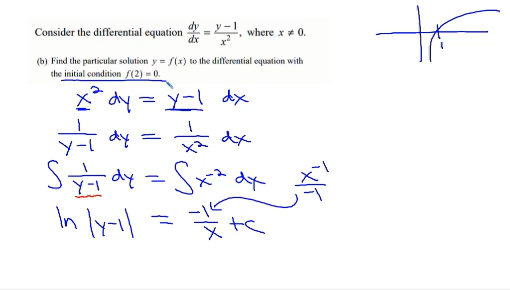 Consider the differential equation dy/dx = y − 1/x², where x ≠ 0.
(b) Find the particular solution y = f(x) to the differential equation with
the initial condition f(2) = 0.
x² dy = y-1 dx
1/y-1 dy = 1/x² dx
∫ 1/y-1 dy = ∫ x⁻² dx x⁻¹/-1
ln |y-1| = -1/x + c
1